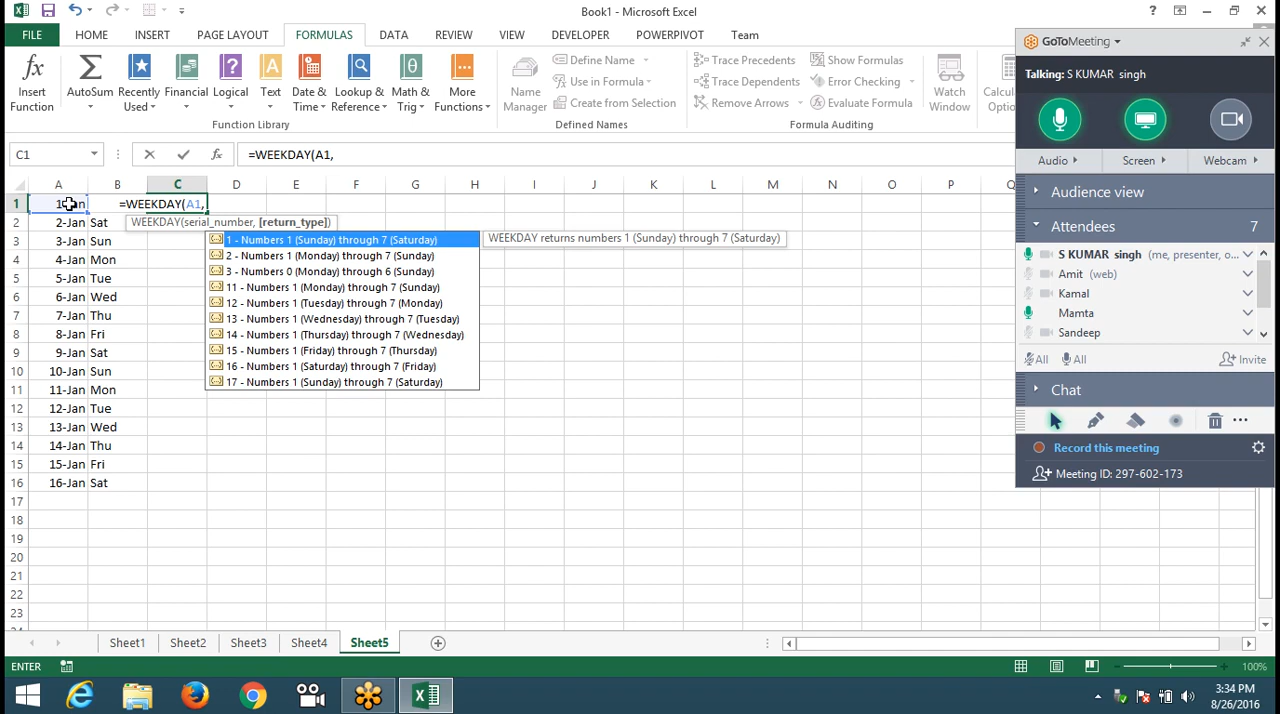 Book1 - Microsoft Excel
FILE HOME INSERT PAGE LAYOUT FORMULAS DATA REVIEW VIEW DEVELOPER POWERPIVOT Team
Insert Function
AutoSum
Recently Used
Financial
Logical
Text
Date & Time
Lookup & Reference
Math & Trig
More Functions
Function Library
Name Manager
Define Name
Use in Formula
Create from Selection
Defined Names
Trace Precedents
Trace Dependents
Remove Arrows
Show Formulas
Error Checking
Evaluate Formula
Formula Auditing
Watch Window
Calcu
Optio
C1 fx =WEEKDAY(A1,
A B C D E F G H I J K L M N O P Q
1 1-Jan =WEEKDAY(A1,
2 2-Jan Sat WEEKDAY(serial_number, [return_type])
3 3-Jan Sun 1 - Numbers 1 (Sunday) through 7 (Saturday) WEEKDAY returns numbers 1 (Sunday) through 7 (Saturday)
4 4-Jan Mon 2 - Numbers 1 (Monday) through 7 (Sunday)
3 - Numbers 0 (Monday) through 6 (Sunday)
5 5-Jan Tue 11 - Numbers 1 (Monday) through 7 (Sunday)
6 6-Jan Wed 12 - Numbers 1 (Tuesday) through 7 (Monday)
7 7-Jan Thu 13 - Numbers 1 (Wednesday) through 7 (Tuesday)
8 8-Jan Fri 14 - Numbers 1 (Thursday) through 7 (Wednesday)
9 9-Jan Sat 15 - Numbers 1 (Friday) through 7 (Thursday)
10 10-Jan Sun 16 - Numbers 1 (Saturday) through 7 (Friday)
11 11-Jan Mon 17 - Numbers 1 (Sunday) through 7 (Saturday)
12 12-Jan Tue
13 13-Jan Wed
14 14-Jan Thu
15 15-Jan Fri
16 16-Jan Sat
17
18
19
20
21
22
23
Sheet1 Sheet2 Sheet3 Sheet4 Sheet5
ENTER 100%
3:34 PM
8/26/2016
GoToMeeting
Talking: S KUMAR singh
Audio Screen Webcam
Audience view
Attendees 7
S KUMAR singh (me, presenter, o...
Amit (web)
Kamal
Mamta
Sandeep
All All Invite
Chat
Record this meeting
Meeting ID: 297-602-173